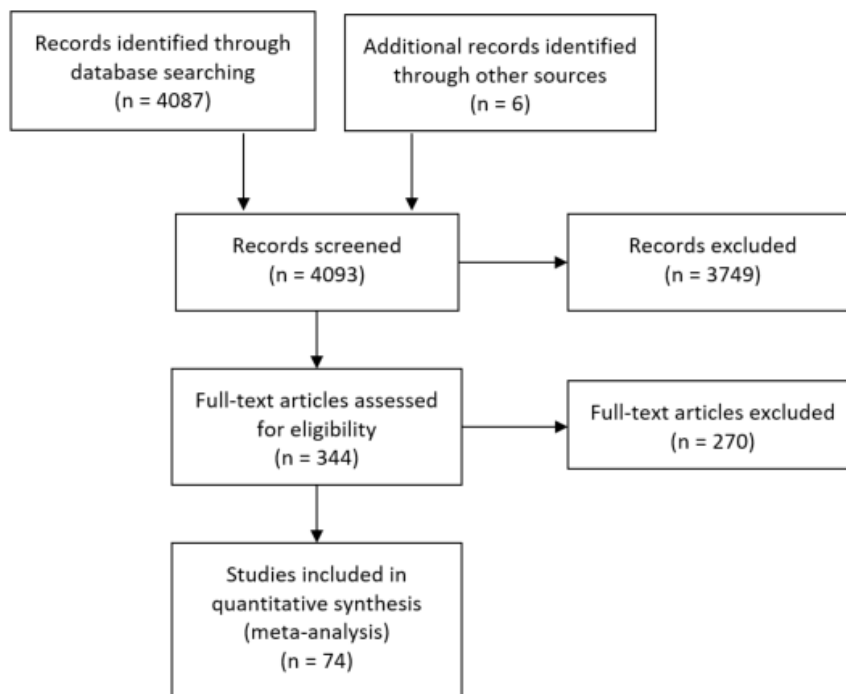 Records identified through
database searching
(n = 4087)
Additional records identified
through other sources
(n = 6)
Records screened
(n = 4093)
Records excluded
(n = 3749)
Full-text articles assessed
for eligibility
(n = 344)
Full-text articles excluded
(n = 270)
Studies included in
quantitative synthesis
(meta-analysis)
(n = 74)